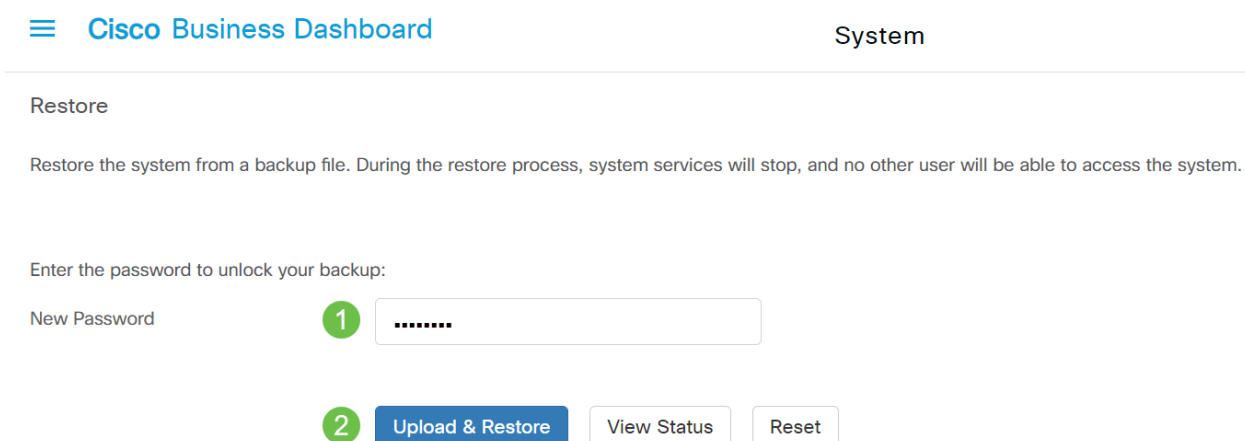 Cisco Business Dashboard System
Restore
Restore the system from a backup file. During the restore process, system services will stop, and no other user will be able to access the system.
Enter the password to unlock your backup:
New Password 1 ••••••••
2 Upload & Restore View Status Reset